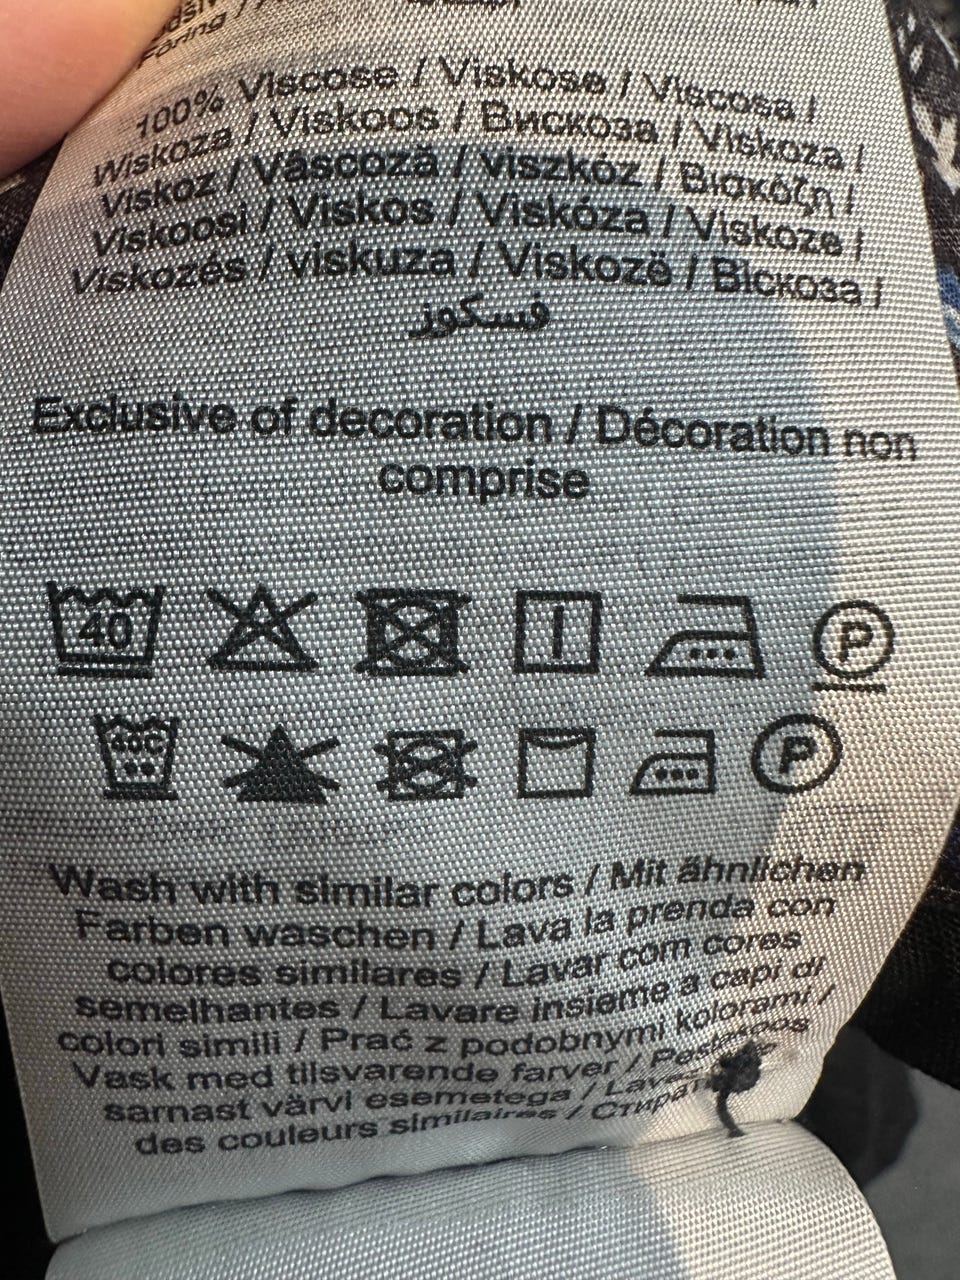 100% Viscose / Viskose / Viscosa /
Wiskoza / Viskoos / Вискоза / Viskoza /
Viskoz / Vâscoză / viszkóz / Βισκόζη /
Viskoosi / Viskos / Viskóza / Viskoze /
Viskozés / viskuza / Viskozë / Віскоза /
فسكوز
Exclusive of decoration / Décoration non
comprise
40 P
40C P
Wash with similar colors / Mit ähnlichen
Farben waschen / Lava la prenda con
colores similares / Lavar com cores
semelhantes / Lavare insieme a capi di
colori simili / Prać z podobnymi kolorami /
Vask med tilsvarende farver /
sarnast värvi esemetega /
des couleurs similaires /